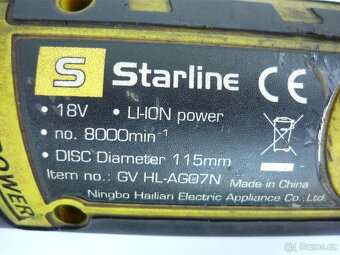 S Starline CE
• 18V • LI-ION power
• no. 8000min⁻¹
• DISC Diameter 115mm
Item no.: GV HL-AG07N Made in China
Ningbo Hailian Electric Appliance Co.,Ltd.
POWER